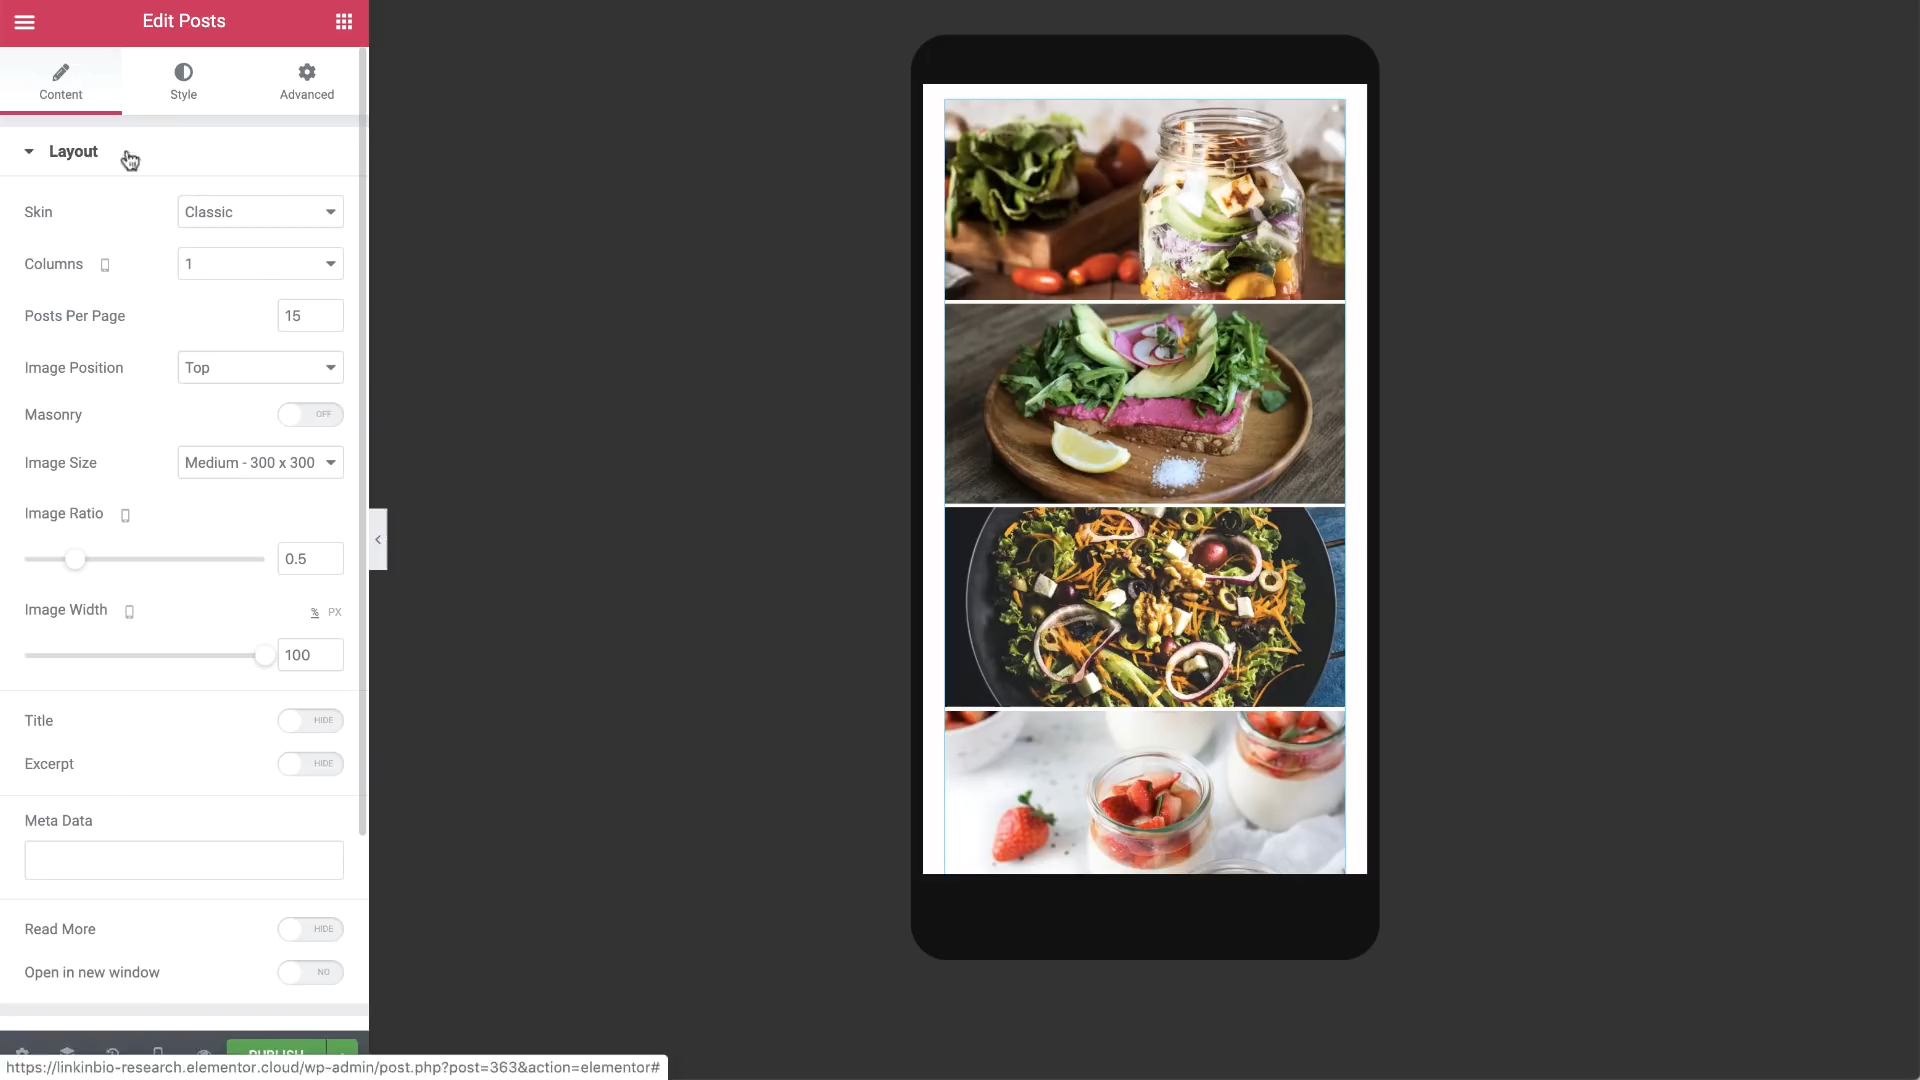 Edit Posts
Content
Style
Advanced
Layout
Skin
Classic
Columns
1
Posts Per Page
15
Image Position
Top
Masonry
OFF
Image Size
Medium - 300 x 300
Image Ratio
0.5
Image Width
% PX
100
Title
HIDE
Excerpt
HIDE
Meta Data
Read More
HIDE
Open in new window
NO
PUBLISH
https://linkinbio-research.elementor.cloud/wp-admin/post.php?post=363&action=elementor#